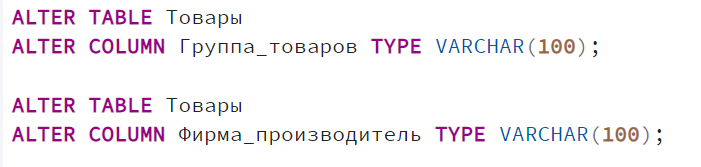 ALTER TABLE Товары
ALTER COLUMN Группа_товаров TYPE VARCHAR(100);
ALTER TABLE Товары
ALTER COLUMN Фирма_производитель TYPE VARCHAR(100);